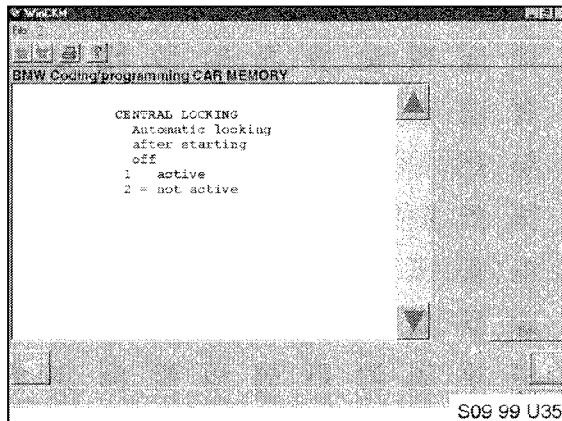 WinCAM
File ?
?
BMW Coding/programming CAR MEMORY
CENTRAL LOCKING
Automatic locking
after starting
off
1 active
2 = not active
S09 99 U35